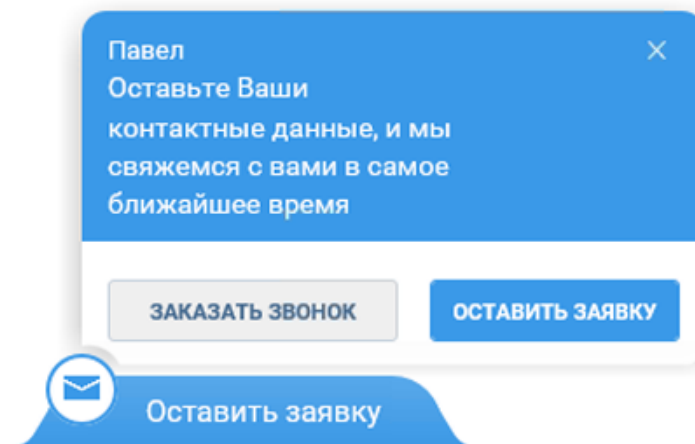 Павел
Оставьте Ваши
контактные данные, и мы
свяжемся с вами в самое
ближайшее время
ЗАКАЗАТЬ ЗВОНОК
ОСТАВИТЬ ЗАЯВКУ
Оставить заявку